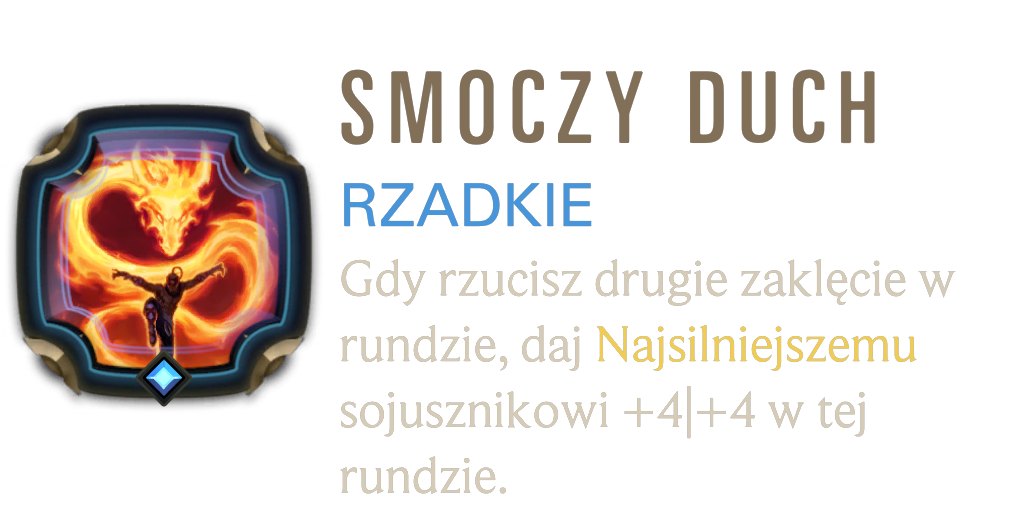 SMOCZY DUCH
RZADKIE
Gdy rzucisz drugie zaklęcie w
rundzie, daj Najsilniejszemu
sojusznikowi +4|+4 w tej
rundzie.